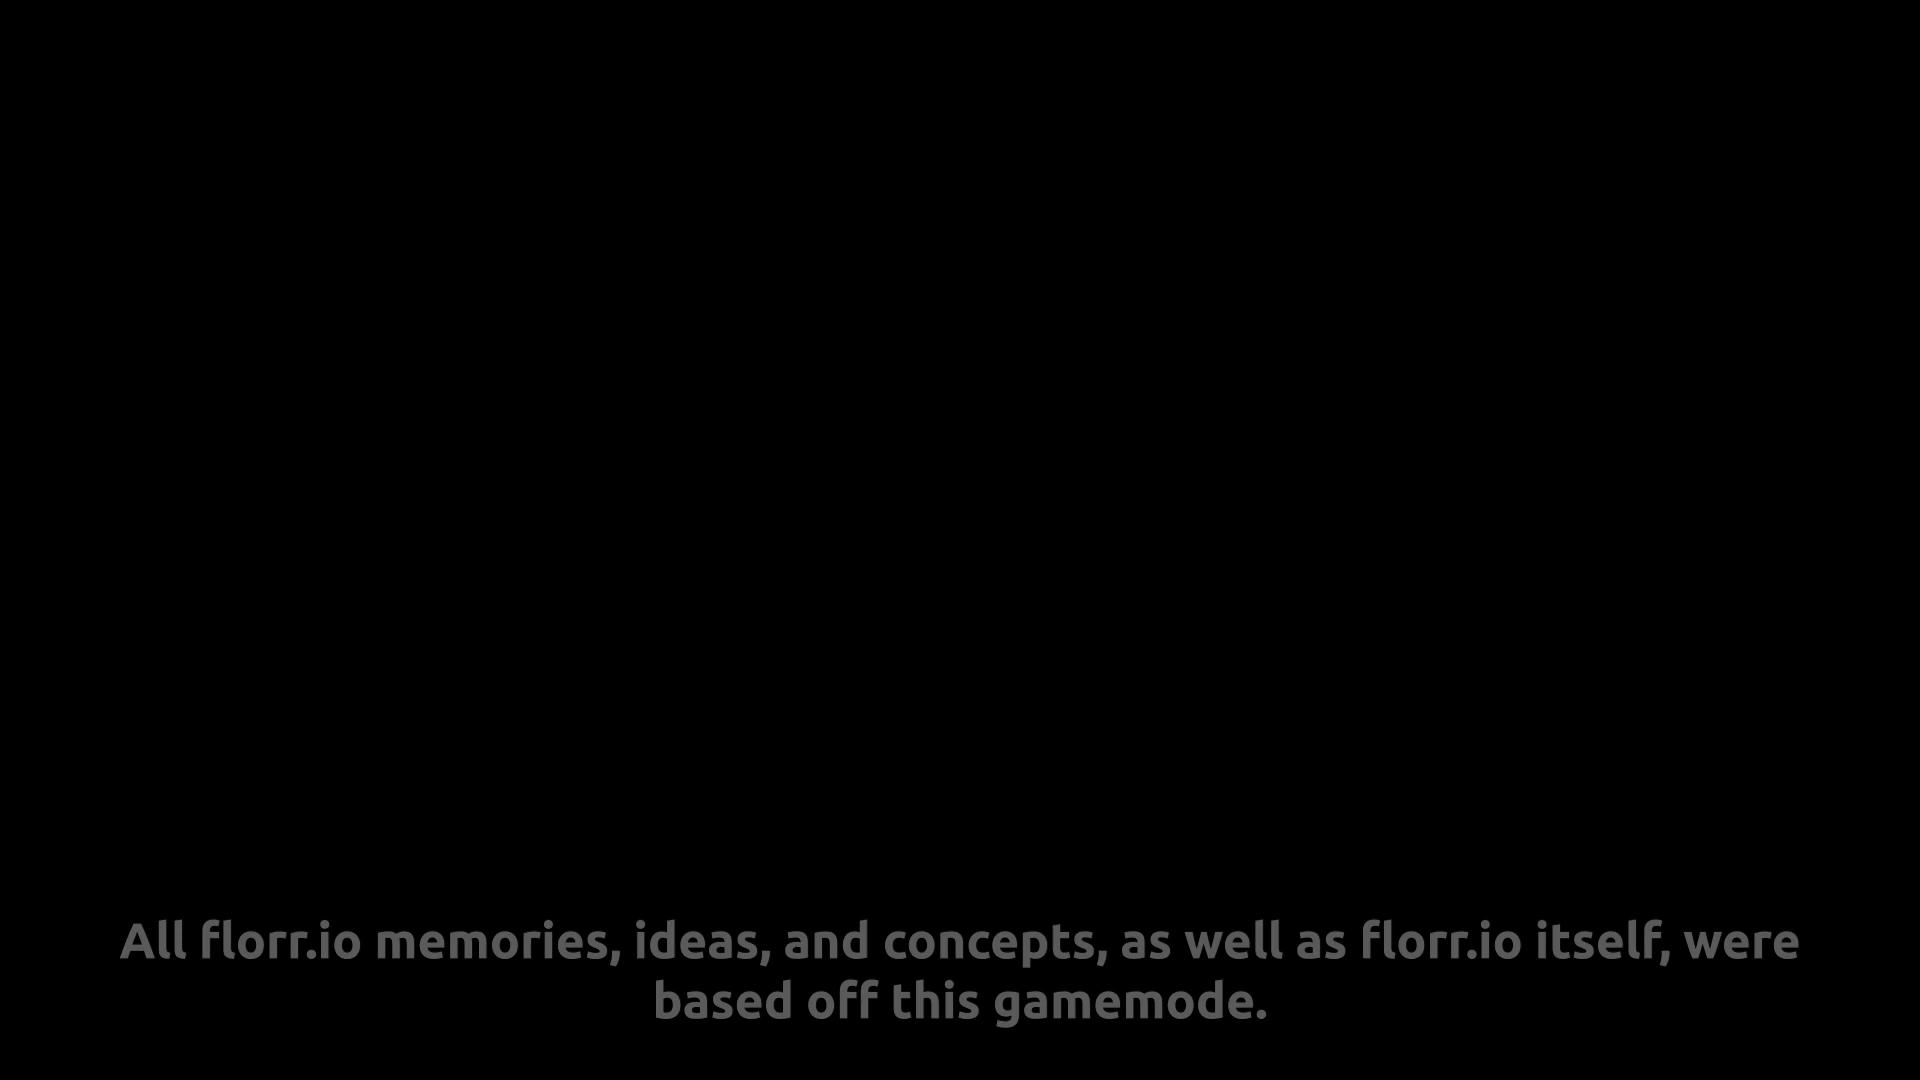 All florr.io memories, ideas, and concepts, as well as florr.io itself, were
based off this gamemode.